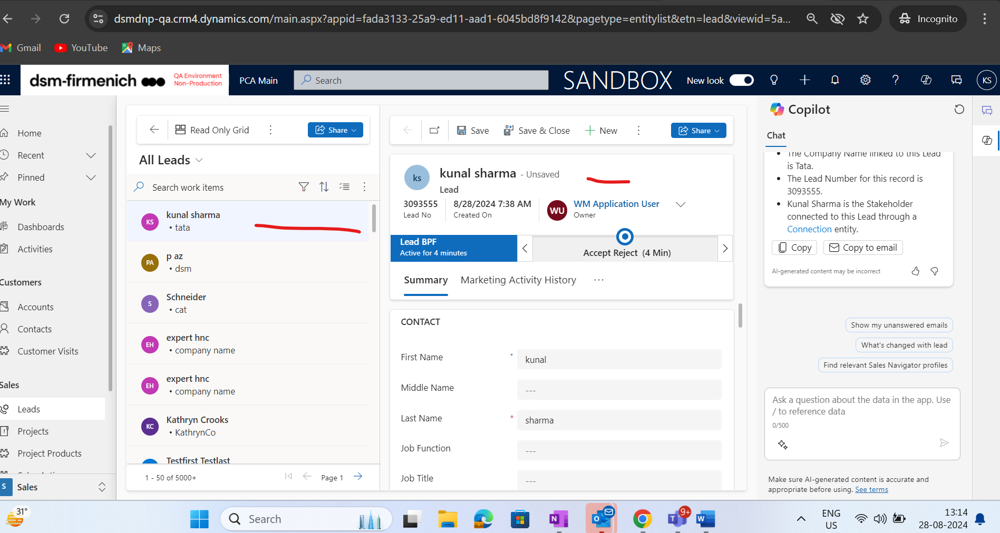 dsmdnp-qa.crm4.dynamics.com/main.aspx?appid=fada3133-25a9-ed11-aad1-6045bd8f9142&pagetype=entitylist&etn=lead&viewid=5a...
Incognito
Gmail
YouTube
Maps
dsm-firmenich
QA Environment
Non-Production
PCA Main
Search
SANDBOX
New look
KS
Home
Recent
Pinned
My Work
Dashboards
Activities
Customers
Accounts
Contacts
Customer Visits
Sales
Leads
Projects
Project Products
S
Sales
Read Only Grid
Share
All Leads
Search work items
KS
kunal sharma
• tata
PA
p az
• dsm
S
Schneider
• cat
EH
expert hnc
• company name
EH
expert hnc
• company name
KC
Kathryn Crooks
• KathrynCo
Testfirst Testlast
1 - 50 of 5000+
Page 1
Save
Save & Close
New
Share
ks
kunal sharma - Unsaved
Lead
3093555
Lead No
8/28/2024 7:38 AM
Created On
WU
WM Application User
Owner
Lead BPF
Active for 4 minutes
Accept Reject (4 Min)
Summary
Marketing Activity History
...
CONTACT
First Name
+
kunal
Middle Name
---
Last Name
*
sharma
Job Function
---
Job Title
---
Copilot
Chat
• The Company Name linked to this Lead
is Tata.
• The Lead Number for this record is
3093555.
• Kunal Sharma is the Stakeholder
connected to this Lead through a
Connection entity.
Copy
Copy to email
AI-generated content may be incorrect
Show my unanswered emails
What's changed with lead
Find relevant Sales Navigator profiles
Ask a question about the data in the app. Use
/ to reference data
0/500
Make sure AI-generated content is accurate and
appropriate before using. See terms
31°
Search
9+
ENG
US
13:14
28-08-2024